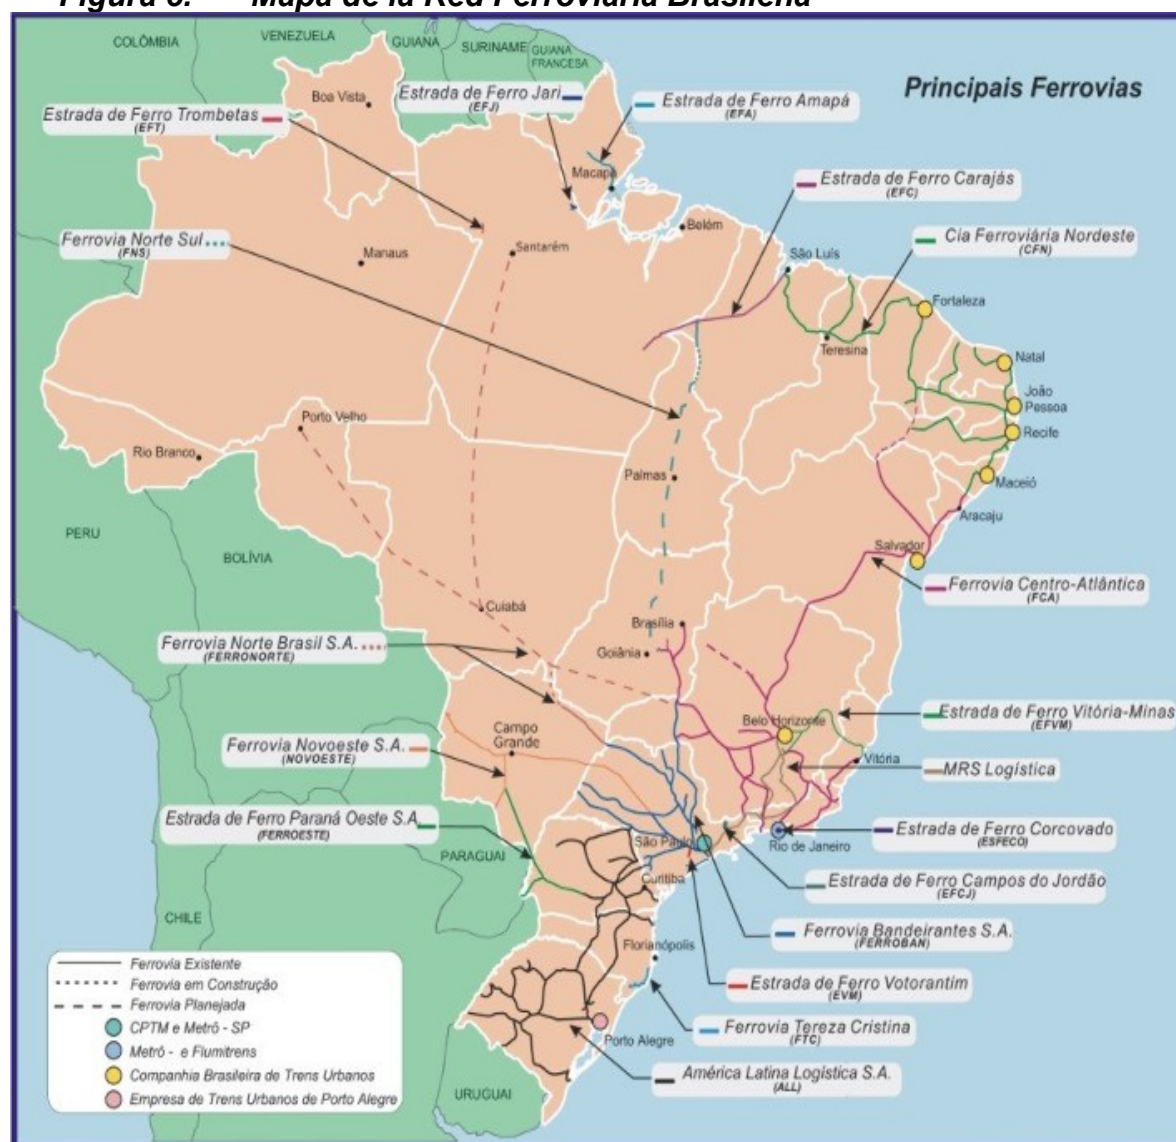 Figura 6. Mapa de la Red Ferroviaria Brasileña
COLÔMBIA
VENEZUELA
GUIANA
SURINAME
GUIANA
FRANCESA
Principais Ferrovias
Boa Vista
Estrada de Ferro Jari
(EFJ)
Estrada de Ferro Amapá
(EFA)
Estrada de Ferro Trombetas
(EFT)
Macapá
Estrada de Ferro Carajás
(EFC)
Belém
Ferrovia Norte Sul
(FNS)
Santarém
Manaus
Cia Ferroviária Nordeste
(CFN)
São Luís
Fortaleza
Teresina
Natal
João
Pessoa
Porto Velho
Recife
Rio Branco
Palmas
Maceió
Aracaju
PERU
BOLÍVIA
Salvador
Ferrovia Centro-Atlântica
(FCA)
Cuiabá
Brasília
Ferrovia Norte Brasil S.A.
(FERRONORTE)
Goiânia
Estrada de Ferro Vitória-Minas
(EFVM)
Belo Horizonte
Campo
Grande
Ferrovia Novoeste S.A.
(NOVOESTE)
Vitória
MRS Logística
Estrada de Ferro Paraná Oeste S.A.
(FERROESTE)
Estrada de Ferro Corcovado
(ESFECO)
São Paulo
Rio de Janeiro
PARAGUAI
Curitiba
Estrada de Ferro Campos do Jordão
(EFCJ)
CHILE
Ferrovia Bandeirantes S.A.
(FERROBAN)
Florianópolis
Estrada de Ferro Votorantim
(EVM)
Ferrovia Tereza Cristina
(FTC)
Porto Alegre
América Latina Logística S.A.
(ALL)
URUGUAI
Ferrovia Existente
Ferrovia em Construção
Ferrovia Planejada
CPTM e Metrô - SP
Metrô - e Flumitrens
Companhia Brasileira de Trens Urbanos
Empresa de Trens Urbanos de Porto Alegre